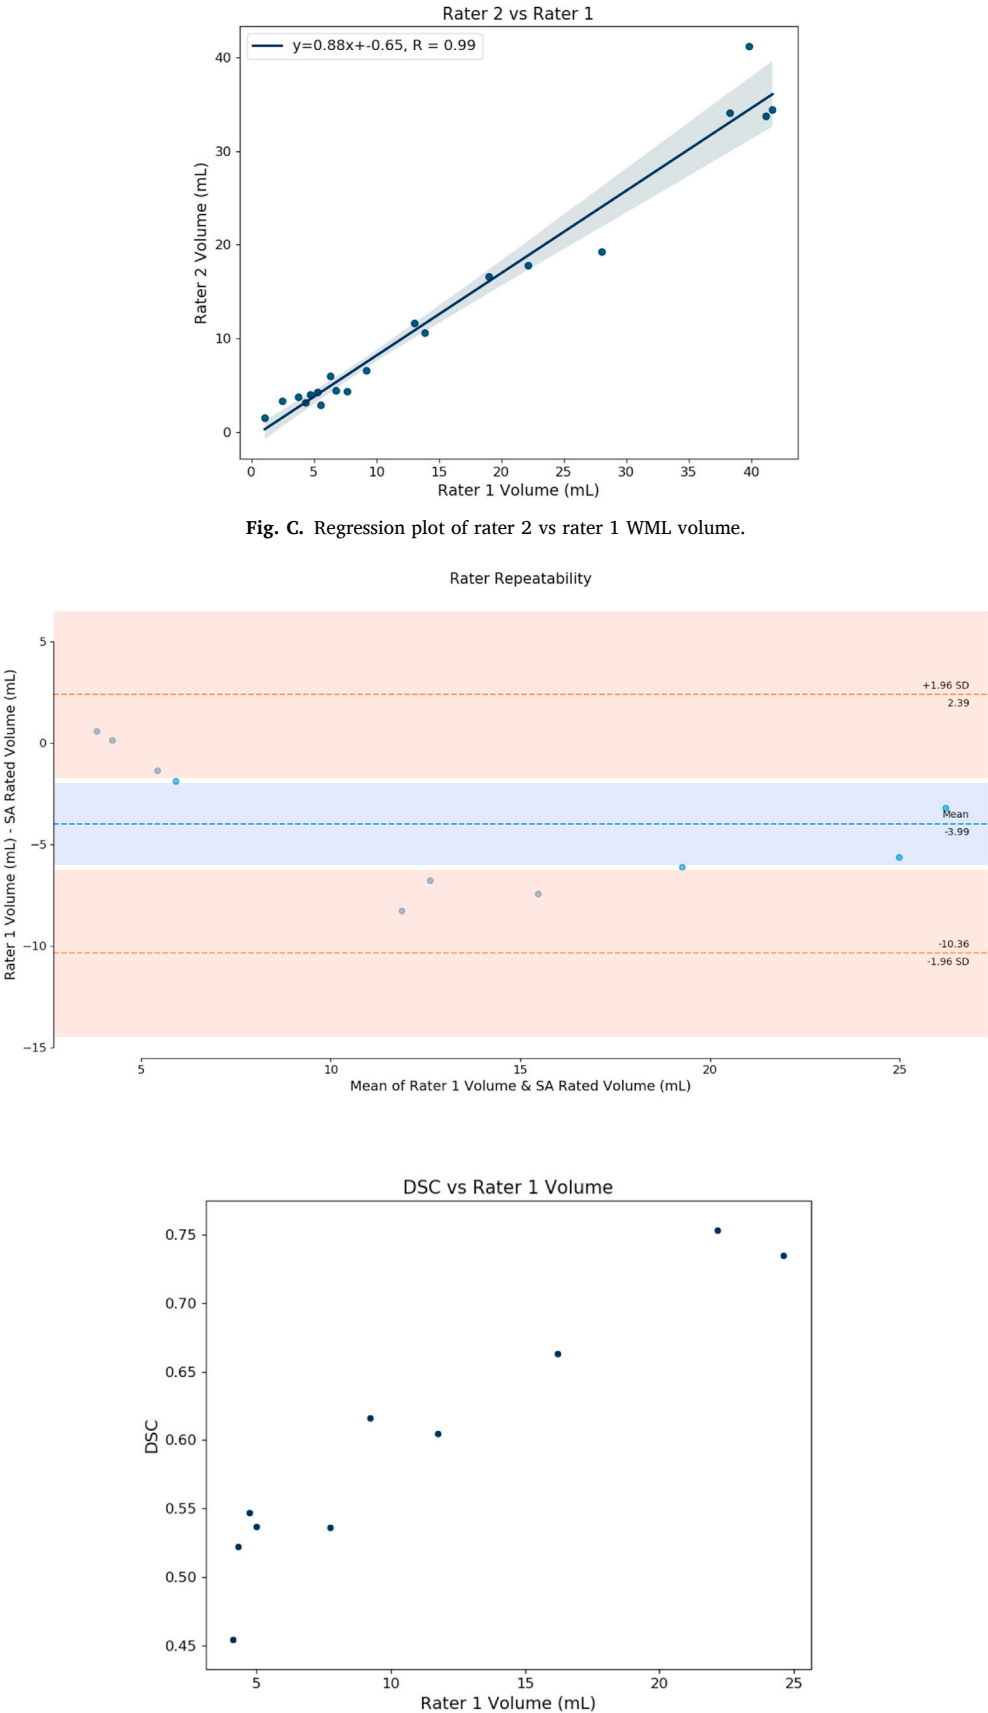 Rater 2 vs Rater 1
y=0.88x+-0.65, R = 0.99
40
30
20
10
0
Rater 2 Volume (mL)
0 5 10 15 20 25 30 35 40
Rater 1 Volume (mL)
Fig. C. Regression plot of rater 2 vs rater 1 WML volume.
Rater Repeatability
Rater 1 Volume (mL) - SA Rated Volume (mL)
5
0
−5
−10
−15
+1.96 SD
2.39
Mean
-3.99
-10.36
-1.96 SD
5 10 15 20 25
Mean of Rater 1 Volume & SA Rated Volume (mL)
DSC vs Rater 1 Volume
0.75
0.70
0.65
0.60
0.55
0.50
0.45
DSC
5 10 15 20 25
Rater 1 Volume (mL)